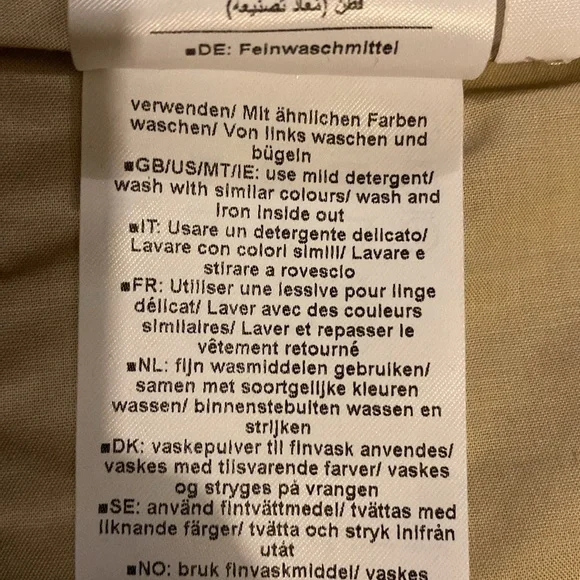 قطن (مُعاد تصنيعه)
■DE: Feinwaschmittel
verwenden/ Mit ähnlichen Farben
waschen/ Von links waschen und
bügeln
■GB/US/MT/IE: use mild detergent/
wash with similar colours/ wash and
iron inside out
■IT: Usare un detergente delicato/
Lavare con colori simili/ Lavare e
stirare a rovescio
■FR: Utiliser une lessive pour linge
délicat/ Laver avec des couleurs
similaires/ Laver et repasser le
vêtement retourné
■NL: fijn wasmiddelen gebruiken/
samen met soortgelijke kleuren
wassen/ binnenstebuiten wassen en
strijken
■DK: vaskepulver til finvask anvendes/
vaskes med tilsvarende farver/ vaskes
og stryges på vrangen
■SE: använd fintvättmedel/ tvättas med
liknande färger/ tvätta och stryk inifrån
utåt
■NO: bruk finvaskmiddel/ vaskes